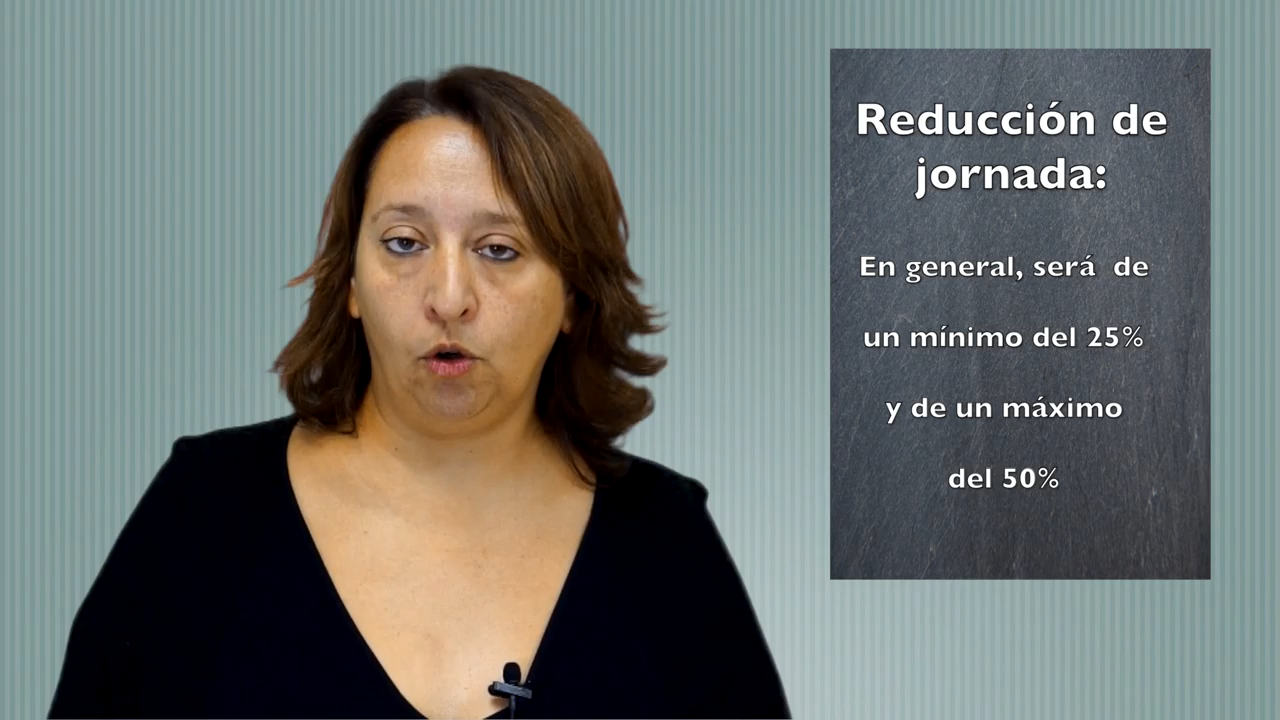 Reducción de
jornada:
En general, será de
un mínimo del 25%
y de un máximo
del 50%